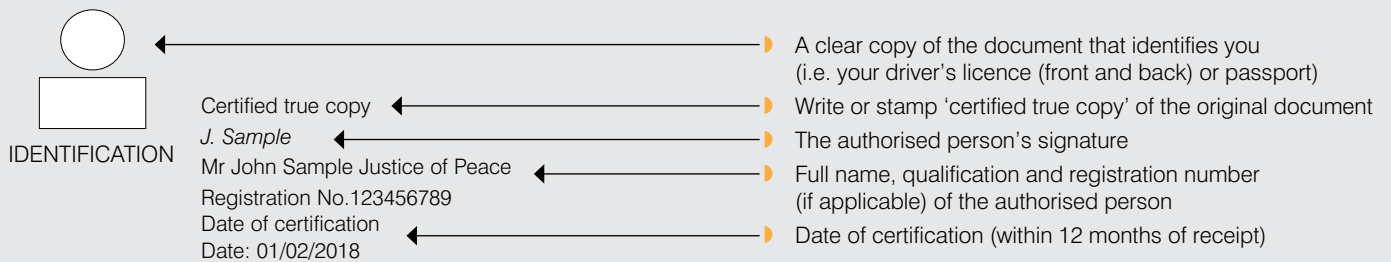 IDENTIFICATION
Certified true copy
J. Sample
Mr John Sample Justice of Peace
Registration No.123456789
Date of certification
Date: 01/02/2018
A clear copy of the document that identifies you
(i.e. your driver’s licence (front and back) or passport)
Write or stamp ‘certified true copy’ of the original document
The authorised person’s signature
Full name, qualification and registration number
(if applicable) of the authorised person
Date of certification (within 12 months of receipt)